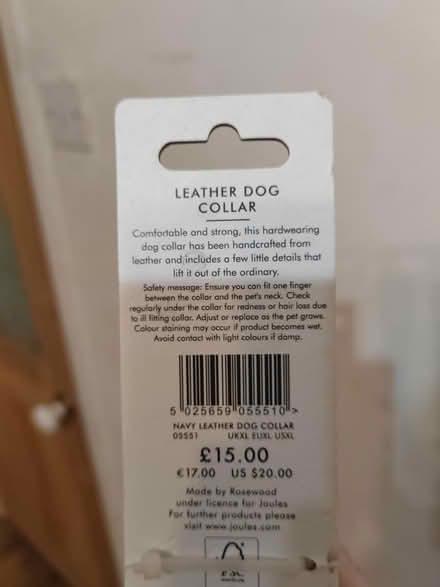 LEATHER DOG
COLLAR
Comfortable and strong, this hardwearing
dog collar has been handcrafted from
leather and includes a few little details that
lift it out of the ordinary.
Safety message: Ensure you can fit one finger
between the collar and the pet's neck. Check
regularly under the collar for redness or hair loss due
to ill fitting collar. Adjust or replace as the pet grows.
Colour staining may occur if product becomes wet.
Avoid contact with light colours if damp.
5 025659 055510 >
NAVY LEATHER DOG COLLAR
05551 UKXL EUXL USXL
£15.00
€17.00 US $20.00
Made by Rosewood
under licence for Joules
For further products please
visit www.joules.com